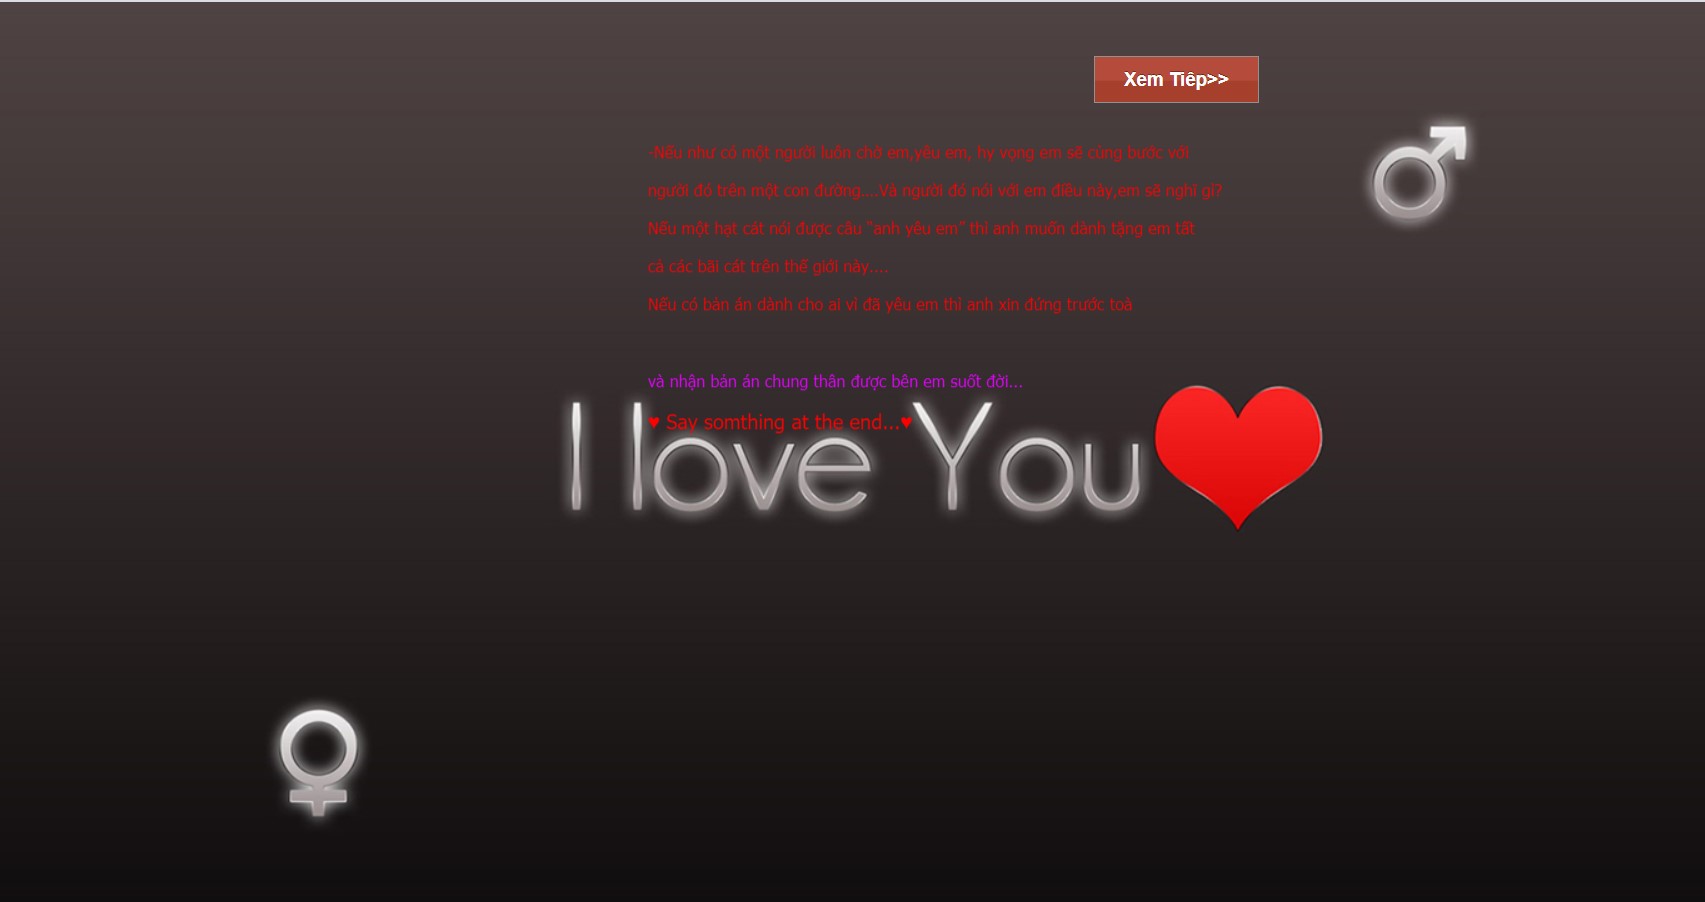 Xem Tiêp>>
-Nếu như có một người luôn chờ em,yêu em, hy vọng em sẽ cùng bước với
người đó trên một con đường....Và người đó nói với em điều này,em sẽ nghĩ gì?
Nếu một hạt cát nói được câu "anh yêu em" thì anh muốn dành tặng em tất
cả các bãi cát trên thế giới này....
Nếu có bản án dành cho ai vì đã yêu em thì anh xin đứng trước toà
và nhận bản án chung thân được bên em suốt đời...
♥ Say somthing at the end...♥
I love You